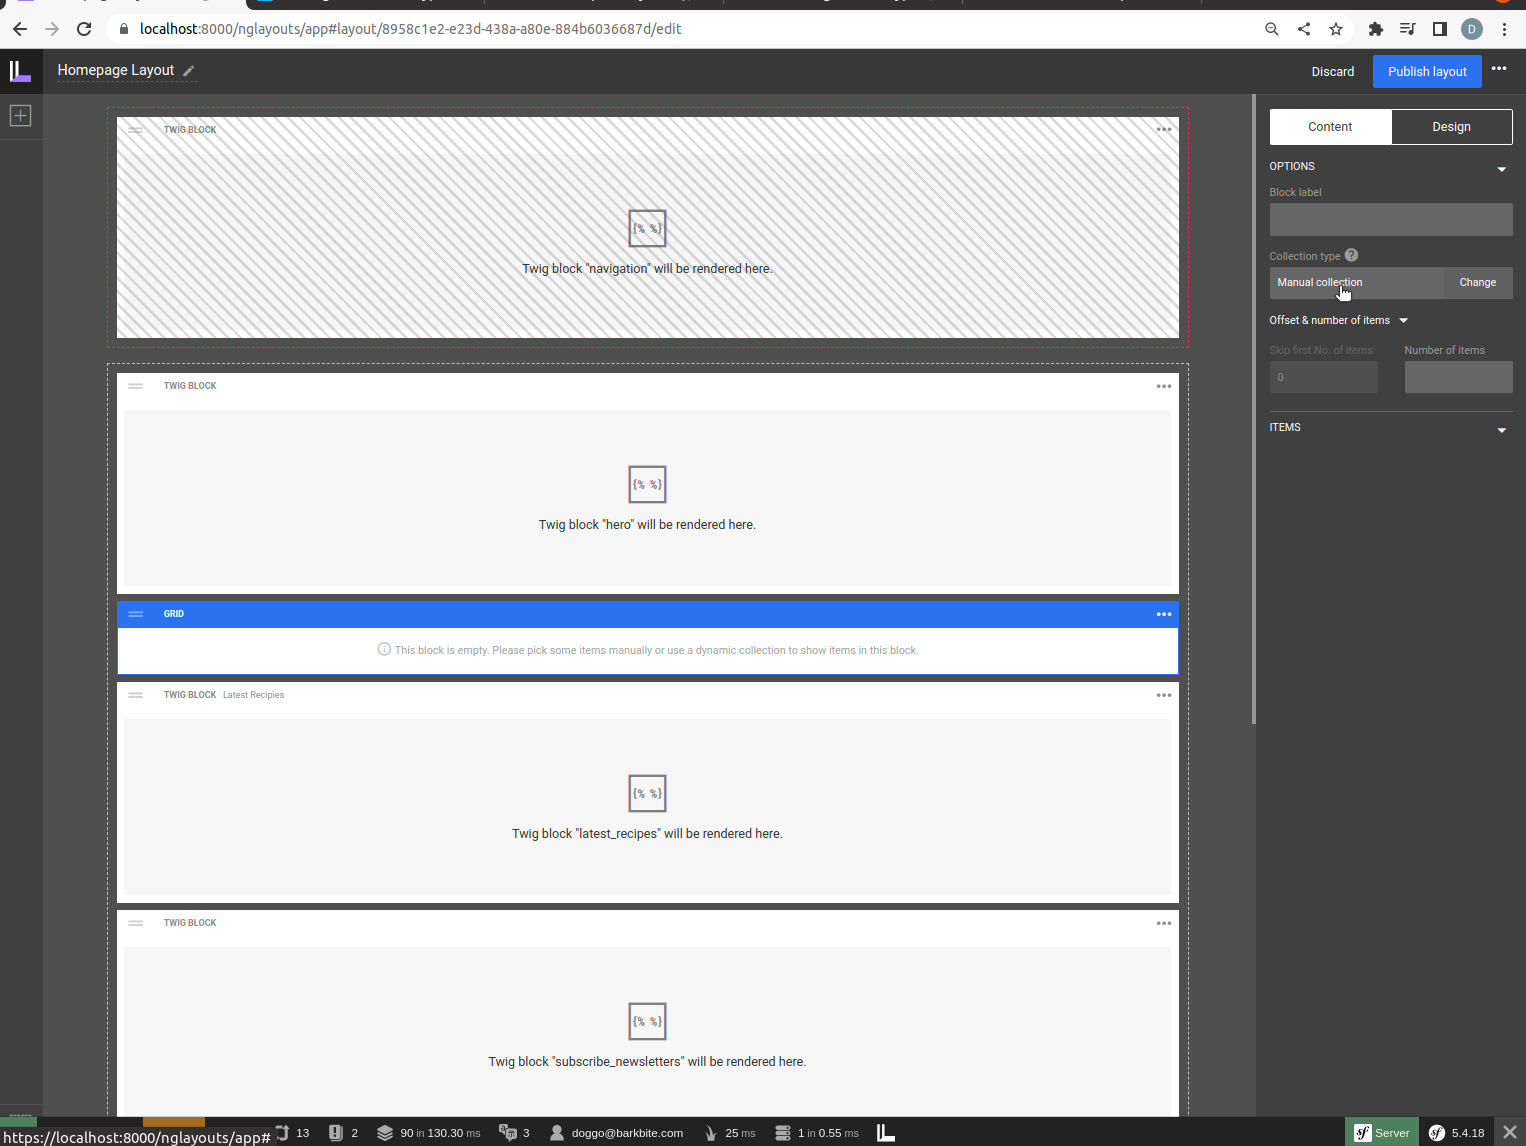 localhost:8000/nglayouts/app#layout/8958c1e2-e23d-438a-a80e-884b6036687d/edit
D
Homepage Layout
Discard
Publish layout
TWIG BLOCK
{% %}
Twig block "navigation" will be rendered here.
TWIG BLOCK
{% %}
Twig block "hero" will be rendered here.
GRID
This block is empty. Please pick some items manually or use a dynamic collection to show items in this block.
TWIG BLOCK Latest Recipies
{% %}
Twig block "latest_recipes" will be rendered here.
TWIG BLOCK
{% %}
Twig block "subscribe_newsletters" will be rendered here.
Content
Design
OPTIONS
Block label
Collection type ?
Manual collection
Change
Offset & number of items
Skip first No. of items
Number of items
0
ITEMS
https://localhost:8000/nglayouts/app#
13
2
90 in 130.30 ms
3
doggo@barkbite.com
25 ms
1 in 0.55 ms
sf Server
sf 5.4.18